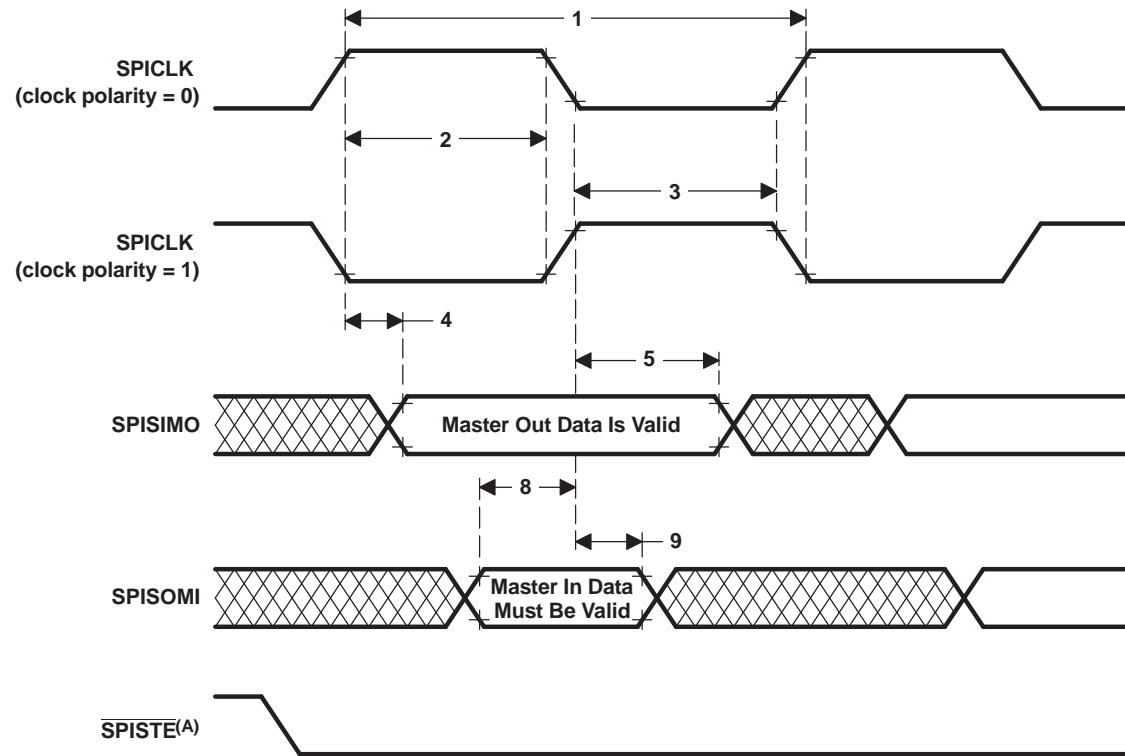 1
SPICLK
(clock polarity = 0)
2
3
SPICLK
(clock polarity = 1)
4
5
SPISIMO
Master Out Data Is Valid
8
9
SPISOMI
Master In Data
Must Be Valid
SPISTE(A)